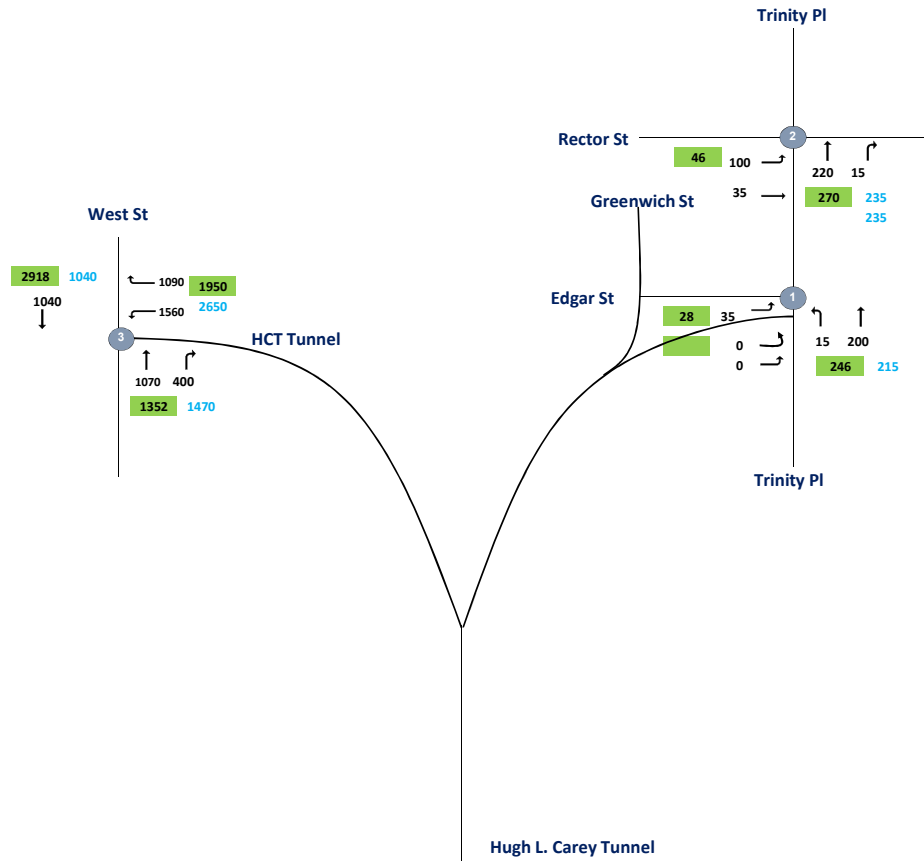 Trinity Pl
2
Rector St
46 100
220 15
35
270 235
235
Greenwich St
West St
2918 1040
1040
1090 1950
1560 2650
Edgar St
1
28 35
0
0
15 200
246 215
3
HCT Tunnel
1070 400
1352 1470
Trinity Pl
Hugh L. Carey Tunnel